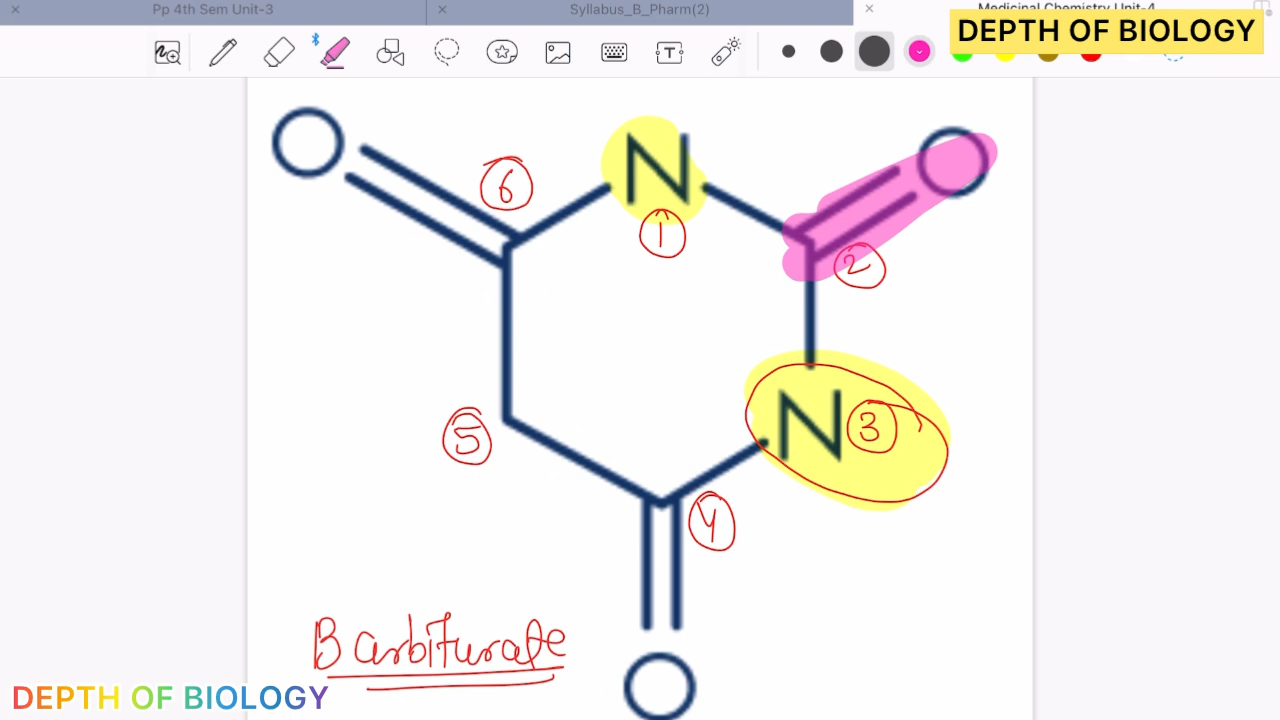 Pp 4th Sem Unit-3
Syllabus_B_Pharm(2)
Medicinal Chemistry Unit-4
DEPTH OF BIOLOGY
T
O
N
O
6
1
2
N
3
5
4
O
Barbiturate
DEPTH OF BIOLOGY